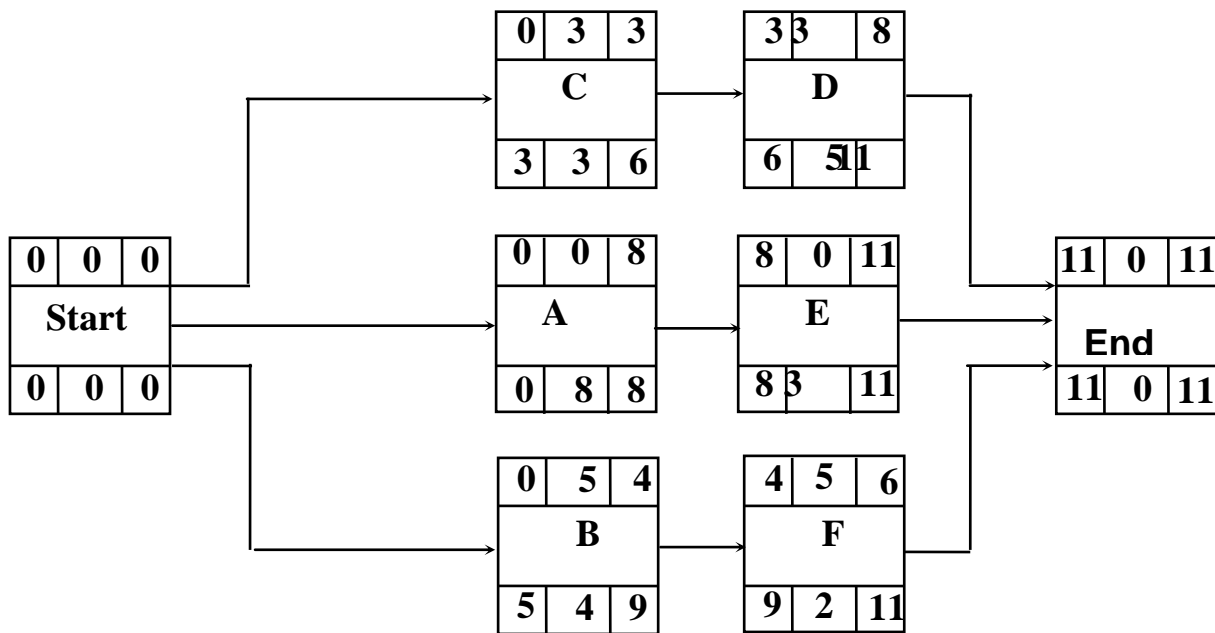 0 3 3
C
3 3 6
3 3 8
D
6 5 11
0 0 0
Start
0 0 0
0 0 8
A
0 8 8
8 0 11
E
8 3 11
11 0 11
End
11 0 11
0 5 4
B
5 4 9
4 5 6
F
9 2 11